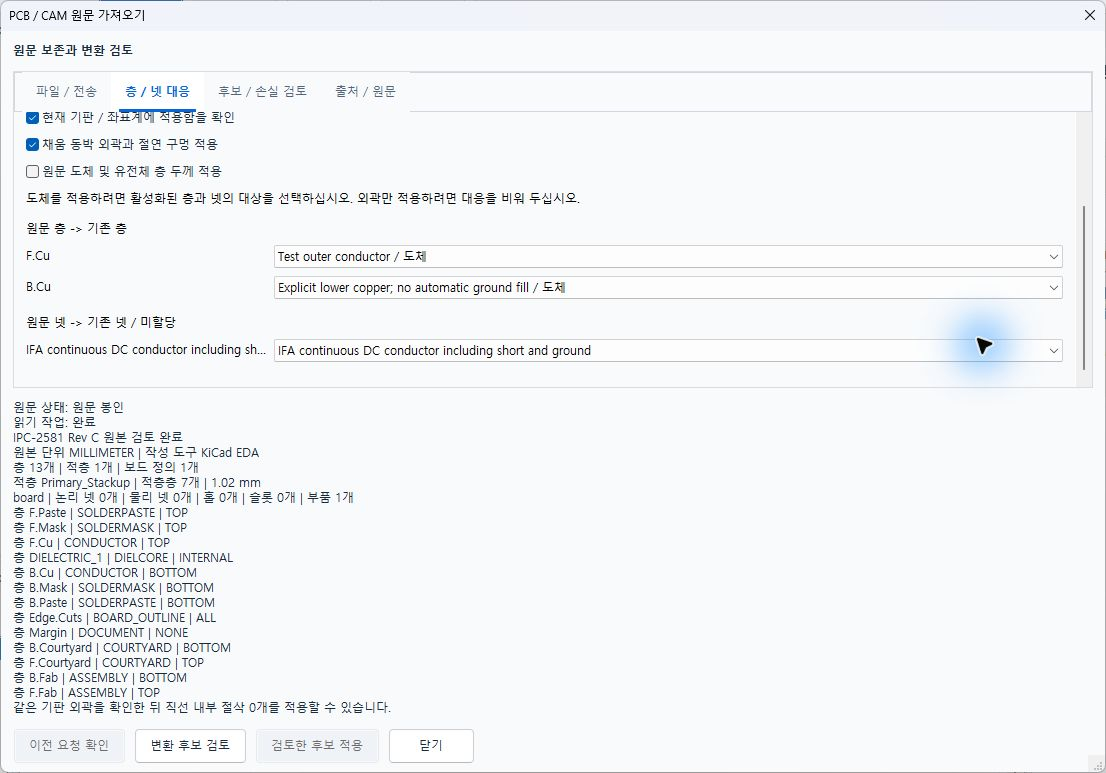 PCB / CAM 원문 가져오기
원문 보존과 변환 검토
파일 / 전송
층 / 넷 대응
후보 / 손실 검토
출처 / 원문
현재 기판 / 좌표계에 적용함을 확인
채움 동박 외곽과 절연 구멍 적용
원문 도체 및 유전체 층 두께 적용
도체를 적용하려면 활성화된 층과 넷의 대상을 선택하십시오. 외곽만 적용하려면 대응을 비워 두십시오.
원문 층 -> 기존 층
F.Cu
Test outer conductor / 도체
B.Cu
Explicit lower copper; no automatic ground fill / 도체
원문 넷 -> 기존 넷 / 미할당
IFA continuous DC conductor including sh...
IFA continuous DC conductor including short and ground
원문 상태: 원문 봉인
읽기 작업: 완료
IPC-2581 Rev C 원본 검토 완료
원본 단위 MILLIMETER | 작성 도구 KiCad EDA
층 13개 | 적층 1개 | 보드 정의 1개
적층 Primary_Stackup | 적층층 7개 | 1.02 mm
board | 논리 넷 0개 | 물리 넷 0개 | 홀 0개 | 슬롯 0개 | 부품 1개
층 F.Paste | SOLDERPASTE | TOP
층 F.Mask | SOLDERMASK | TOP
층 F.Cu | CONDUCTOR | TOP
층 DIELECTRIC_1 | DIELCORE | INTERNAL
층 B.Cu | CONDUCTOR | BOTTOM
층 B.Mask | SOLDERMASK | BOTTOM
층 B.Paste | SOLDERPASTE | BOTTOM
층 Edge.Cuts | BOARD_OUTLINE | ALL
층 Margin | DOCUMENT | NONE
층 B.Courtyard | COURTYARD | BOTTOM
층 F.Courtyard | COURTYARD | TOP
층 B.Fab | ASSEMBLY | BOTTOM
층 F.Fab | ASSEMBLY | TOP
같은 기판 외곽을 확인한 뒤 직선 내부 절삭 0개를 적용할 수 있습니다.
이전 요청 확인
변환 후보 검토
검토한 후보 적용
닫기